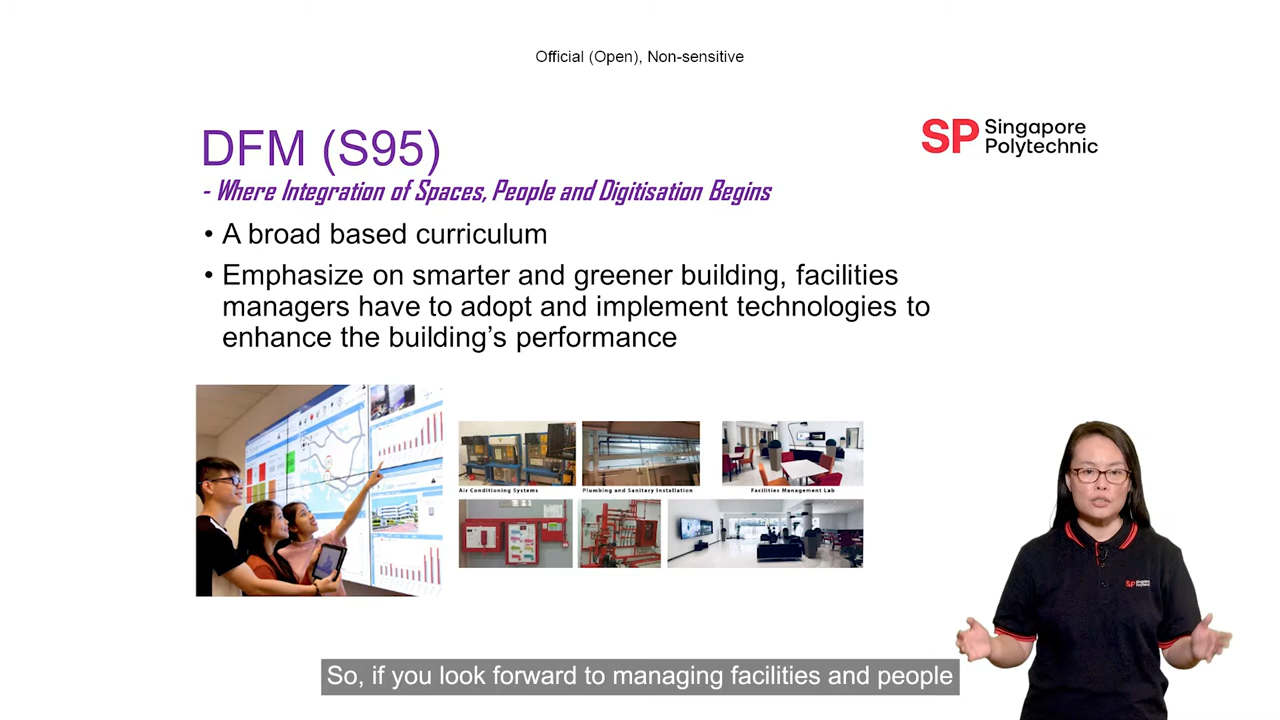 Official (Open), Non-sensitive
DFM (S95)
SP Singapore
Polytechnic
- Where Integration of Spaces, People and Digitisation Begins
• A broad based curriculum
• Emphasize on smarter and greener building, facilities
managers have to adopt and implement technologies to
enhance the building's performance
Air Conditioning Systems
Plumbing and Sanitary Installation
Facilities Management Lab
SP Singapore
Polytechnic
So, if you look forward to managing facilities and people